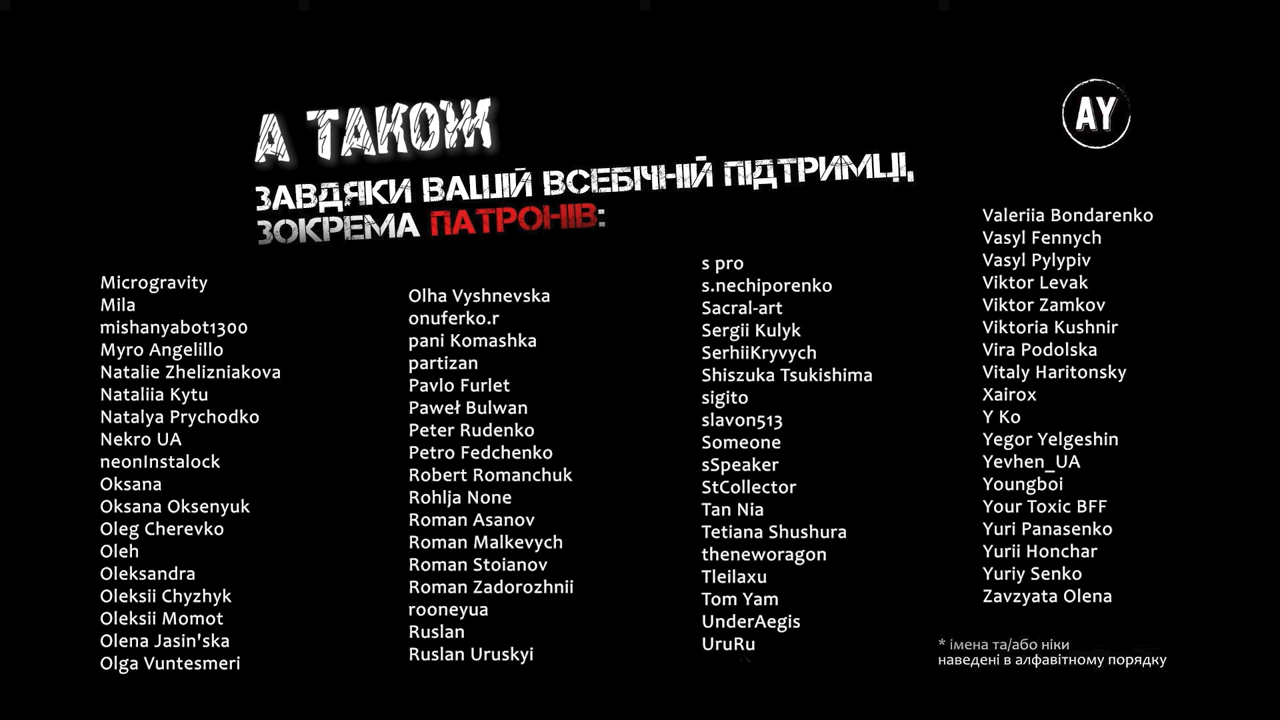 А ТАКОЖ
ЗАВДЯКИ ВАШІЙ ВСЕБІЧНІЙ ПІДТРИМЦІ,
ЗОКРЕМА ПАТРОНІВ:
AY
Microgravity
Mila
mishanyabot1300
Myro Angelillo
Natalie Zhelizniakova
Nataliia Kytu
Natalya Prychodko
Nekro UA
neonInstalock
Oksana
Oksana Oksenyuk
Oleg Cherevko
Oleh
Oleksandra
Oleksii Chyzhyk
Oleksii Momot
Olena Jasin'ska
Olga Vuntesmeri
Olha Vyshnevska
onuferko.r
pani Komashka
partizan
Pavlo Furlet
Paweł Bulwan
Peter Rudenko
Petro Fedchenko
Robert Romanchuk
Rohlja None
Roman Asanov
Roman Malkevych
Roman Stoianov
Roman Zadorozhnii
rooneyua
Ruslan
Ruslan Uruskyi
s pro
s.nechiporenko
Sacral-art
Sergii Kulyk
SerhiiKryvych
Shiszuka Tsukishima
sigito
slavon513
Someone
sSpeaker
StCollector
Tan Nia
Tetiana Shushura
theneworagon
Tleilaxu
Tom Yam
UnderAegis
UruRu
Valeriia Bondarenko
Vasyl Fennych
Vasyl Pylypiv
Viktor Levak
Viktor Zamkov
Viktoria Kushnir
Vira Podolska
Vitaly Haritonsky
Xairox
Y Ko
Yegor Yelgeshin
Yevhen_UA
Youngboi
Your Toxic BFF
Yuri Panasenko
Yurii Honchar
Yuriy Senko
Zavzyata Olena
* імена та/або ніки
наведені в алфавітному порядку